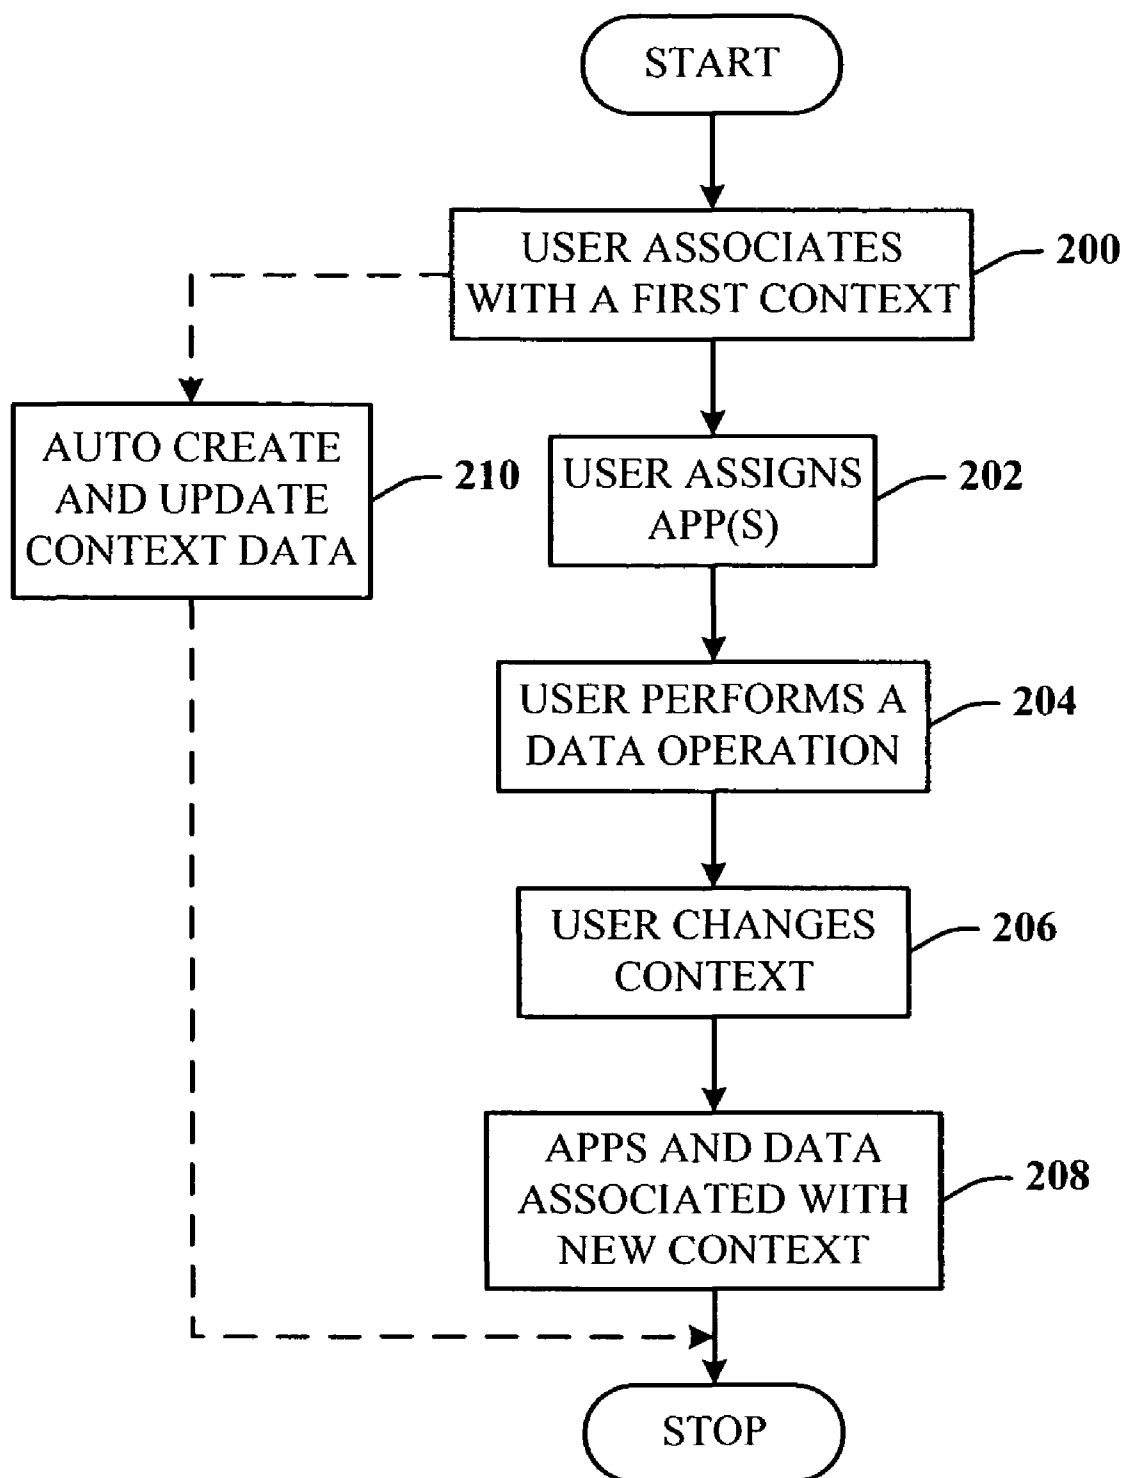 START
USER ASSOCIATES
WITH A FIRST CONTEXT
200
AUTO CREATE
AND UPDATE
CONTEXT DATA
210
USER ASSIGNS
APP(S)
202
USER PERFORMS A
DATA OPERATION
204
USER CHANGES
CONTEXT
206
APPS AND DATA
ASSOCIATED WITH
NEW CONTEXT
208
STOP